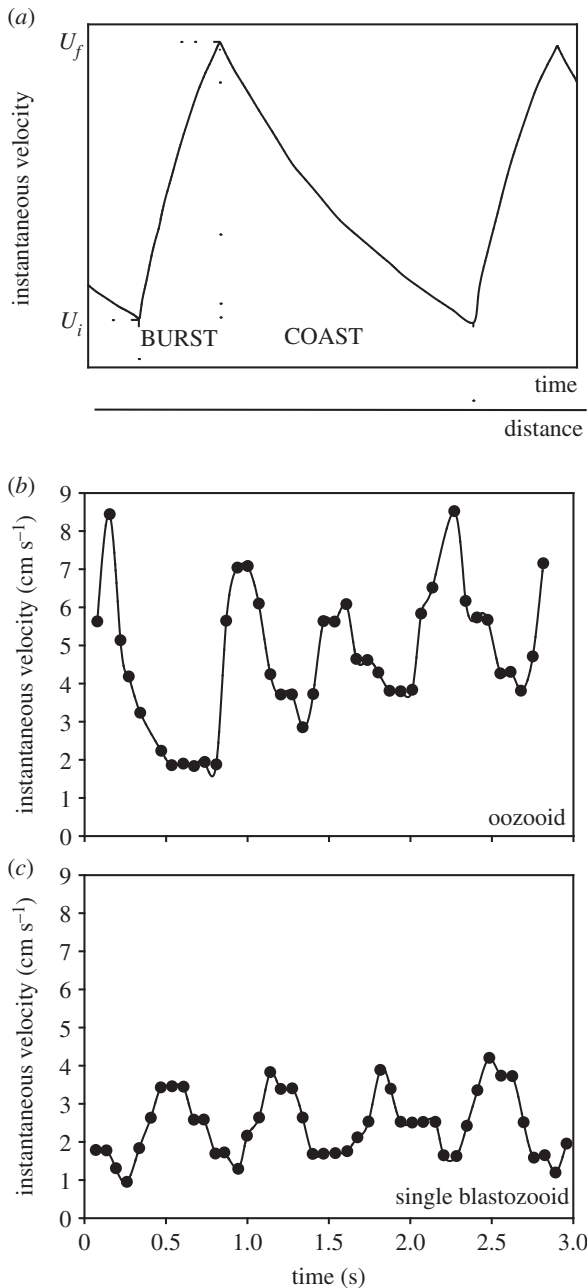 (a)
U_f
instantaneous velocity
U_i
BURST
COAST
time
distance
(b)
9
8
7
6
5
4
3
2
1
0
instantaneous velocity (cm s⁻¹)
oozooid
(c)
9
8
7
6
5
4
3
2
1
0
instantaneous velocity (cm s⁻¹)
single blastozooid
0 0.5 1.0 1.5 2.0 2.5 3.0
time (s)